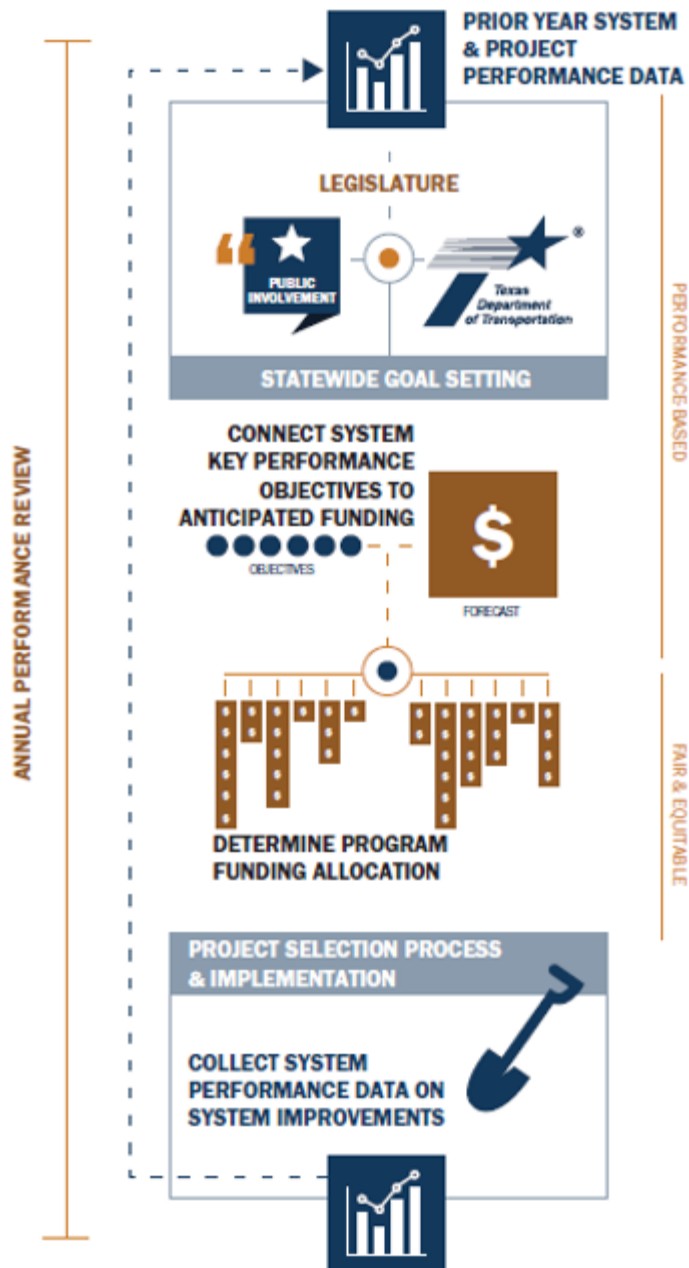 PRIOR YEAR SYSTEM
& PROJECT
PERFORMANCE DATA
LEGISLATURE
“
PUBLIC
INVOLVEMENT
®
Texas
Department
of Transportation
STATEWIDE GOAL SETTING
PERFORMANCE-BASED
ANNUAL PERFORMANCE REVIEW
CONNECT SYSTEM
KEY PERFORMANCE
OBJECTIVES TO
ANTICIPATED FUNDING
OBJECTIVES
$
FORECAST
$ $ $ $ $ $ $ $ $ $ $ $
$ $ $ $ $ $ $ $ $
$ $ $ $ $ $ $
$ $ $ $ $
$ $ $
$ $ $
FAIR & EQUITABLE
DETERMINE PROGRAM
FUNDING ALLOCATION
PROJECT SELECTION PROCESS
& IMPLEMENTATION
COLLECT SYSTEM
PERFORMANCE DATA ON
SYSTEM IMPROVEMENTS